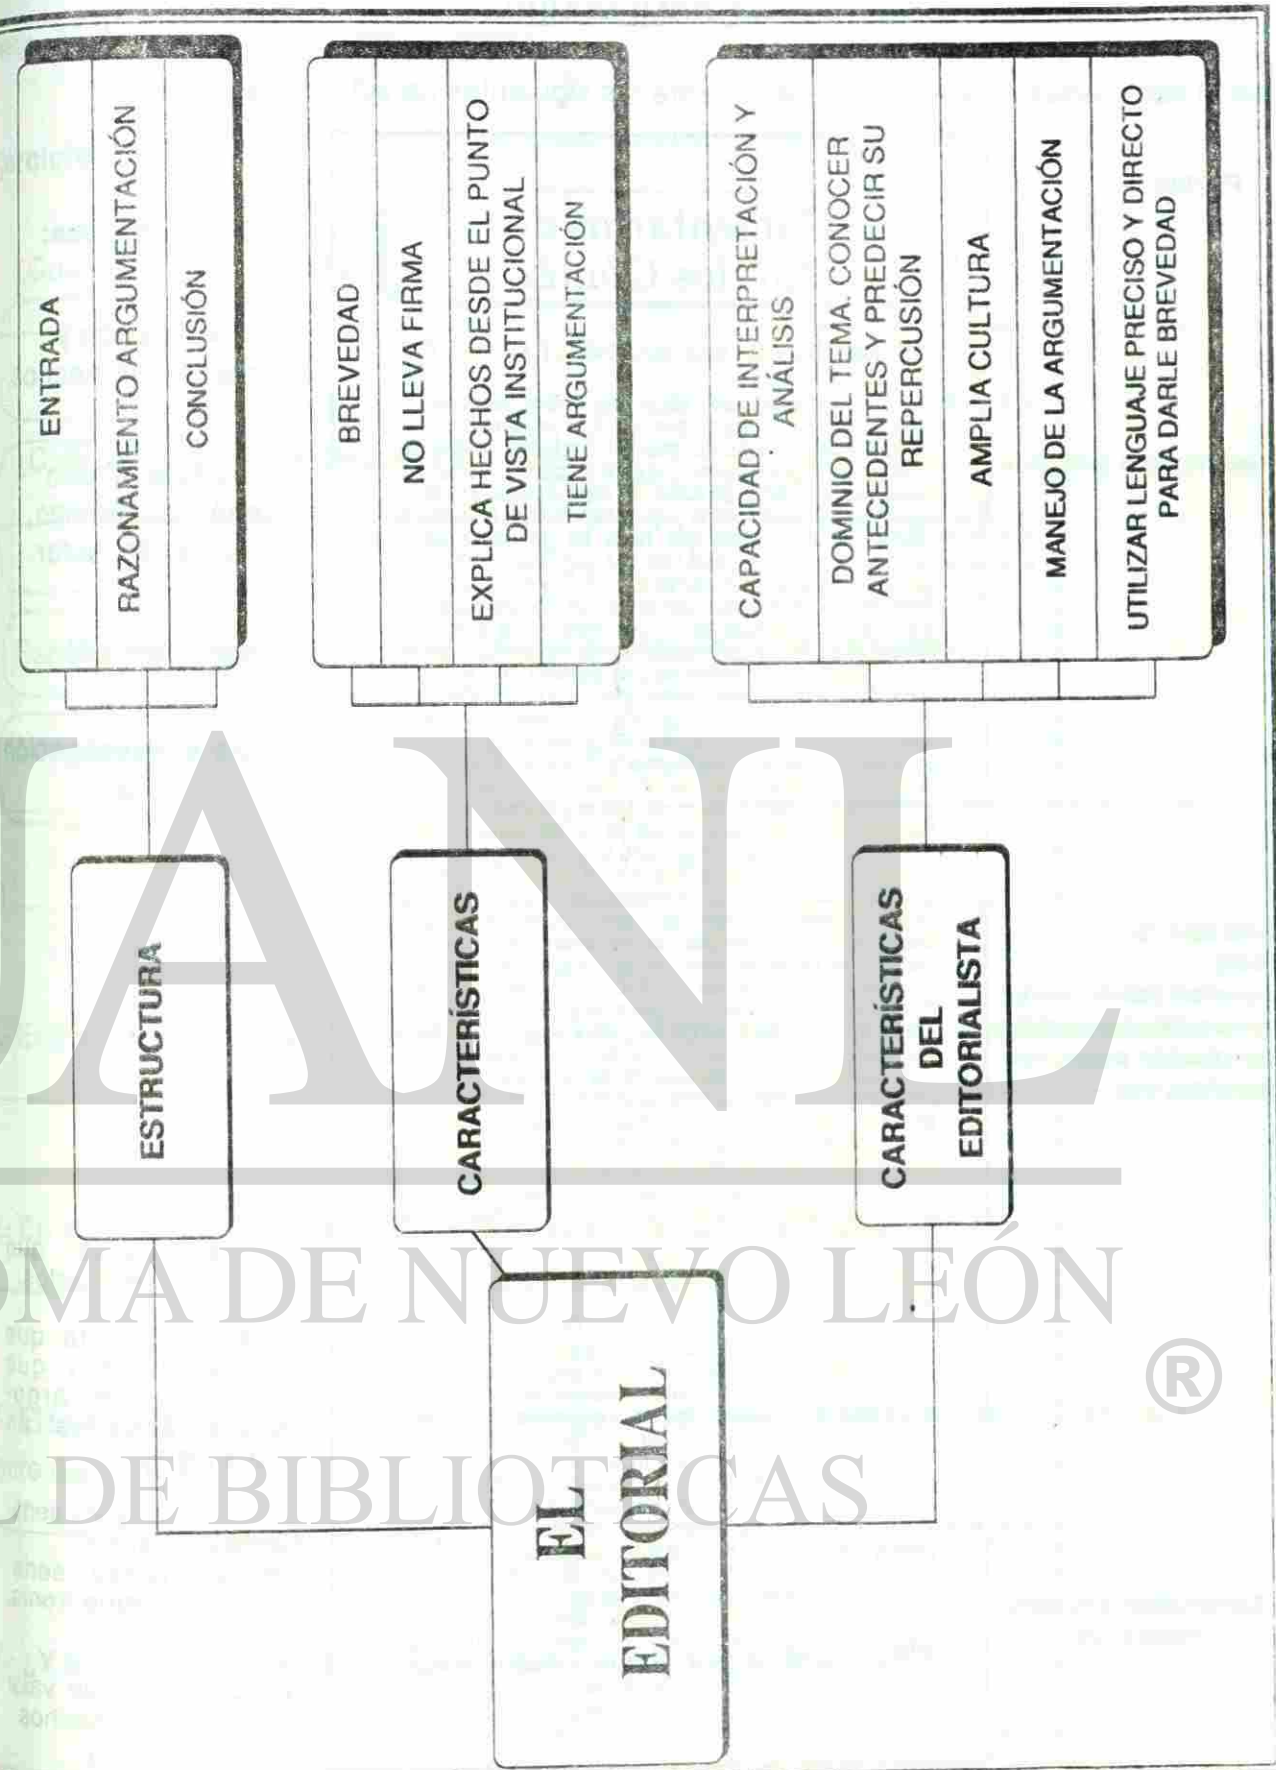 EL
EDITORIAL
ESTRUCTURA
ENTRADA
RAZONAMIENTO ARGUMENTACIÓN
CONCLUSIÓN
CARACTERÍSTICAS
BREVEDAD
NO LLEVA FIRMA
EXPLICA HECHOS DESDE EL PUNTO
DE VISTA INSTITUCIONAL
TIENE ARGUMENTACIÓN
CARACTERÍSTICAS
DEL
EDITORIALISTA
CAPACIDAD DE INTERPRETACIÓN Y
ANÁLISIS
DOMINIO DEL TEMA. CONOCER
ANTECEDENTES Y PREDECIR SU
REPERCUSIÓN
AMPLIA CULTURA
MANEJO DE LA ARGUMENTACIÓN
UTILIZAR LENGUAJE PRECISO Y DIRECTO
PARA DARLE BREVEDAD
UANL
OMA DE NUEVO LEÓN
®
DE BIBLIOTECAS